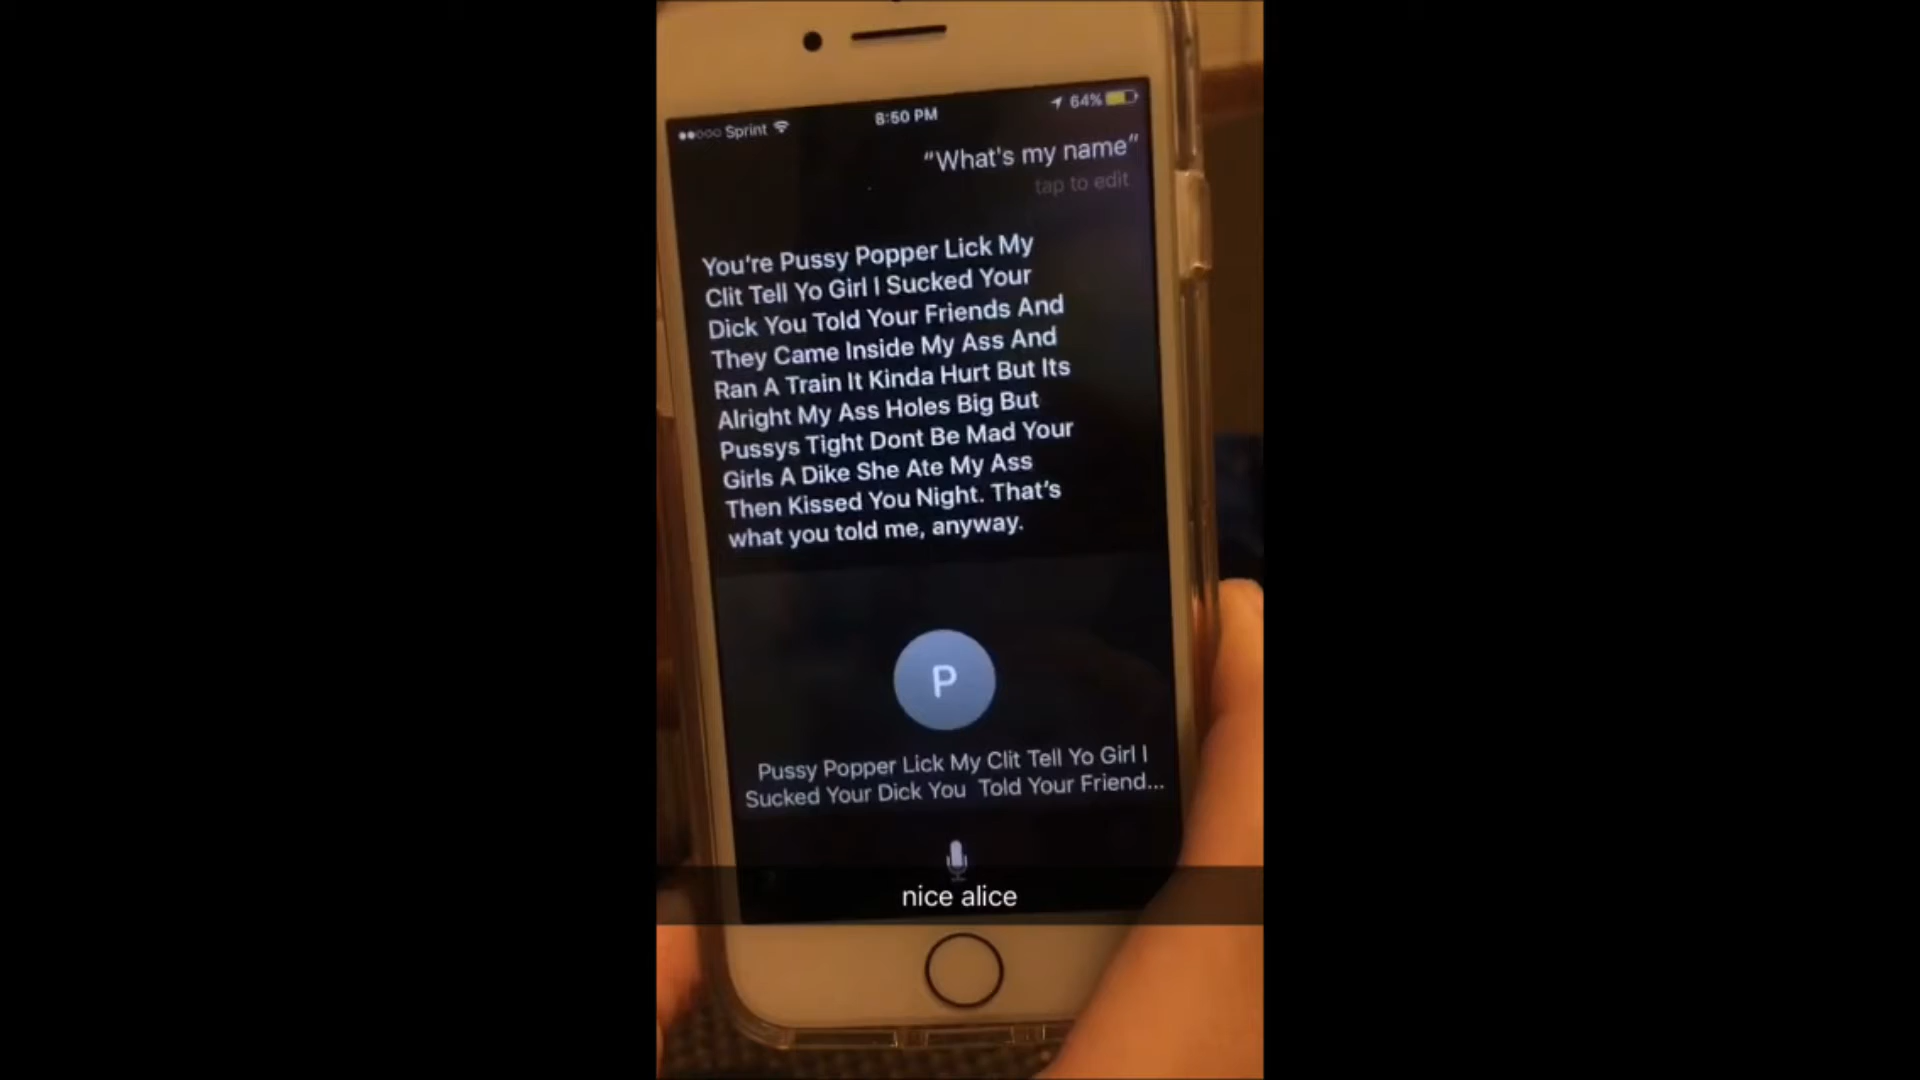 Sprint 8:50 PM 64%
“What's my name”
tap to edit
You're Pussy Popper Lick My
Clit Tell Yo Girl I Sucked Your
Dick You Told Your Friends And
They Came Inside My Ass And
Ran A Train It Kinda Hurt But Its
Alright My Ass Holes Big But
Pussys Tight Dont Be Mad Your
Girls A Dike She Ate My Ass
Then Kissed You Night. That's
what you told me, anyway.
P
Pussy Popper Lick My Clit Tell Yo Girl I
Sucked Your Dick You Told Your Friend...
nice alice